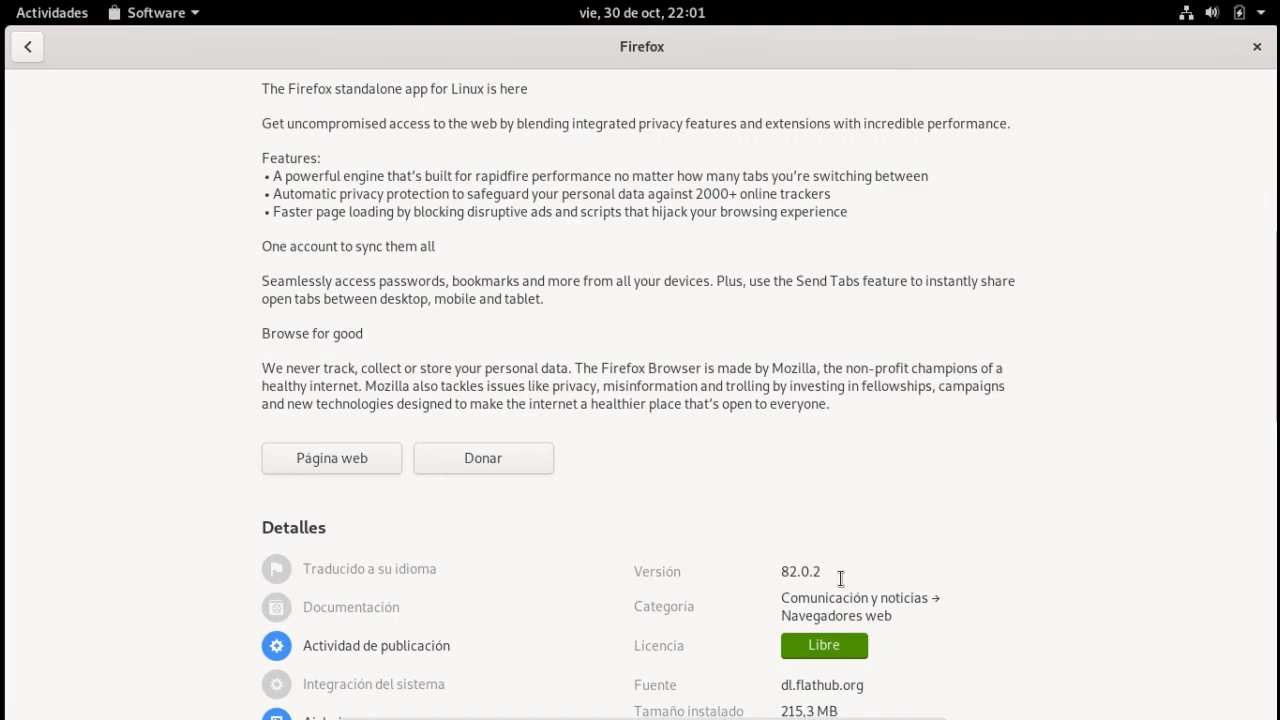 Actividades Software vie, 30 de oct, 22:01
Firefox
The Firefox standalone app for Linux is here
Get uncompromised access to the web by blending integrated privacy features and extensions with incredible performance.
Features:
• A powerful engine that's built for rapidfire performance no matter how many tabs you're switching between
• Automatic privacy protection to safeguard your personal data against 2000+ online trackers
• Faster page loading by blocking disruptive ads and scripts that hijack your browsing experience
One account to sync them all
Seamlessly access passwords, bookmarks and more from all your devices. Plus, use the Send Tabs feature to instantly share
open tabs between desktop, mobile and tablet.
Browse for good
We never track, collect or store your personal data. The Firefox Browser is made by Mozilla, the non-profit champions of a
healthy internet. Mozilla also tackles issues like privacy, misinformation and trolling by investing in fellowships, campaigns
and new technologies designed to make the internet a healthier place that's open to everyone.
Página web Donar
Detalles
Traducido a su idioma
Documentación
Actividad de publicación
Integración del sistema
Versión 82.0.2
Categoría Comunicación y noticias →
Navegadores web
Licencia Libre
Fuente dl.flathub.org
Tamaño instalado 215,3 MB